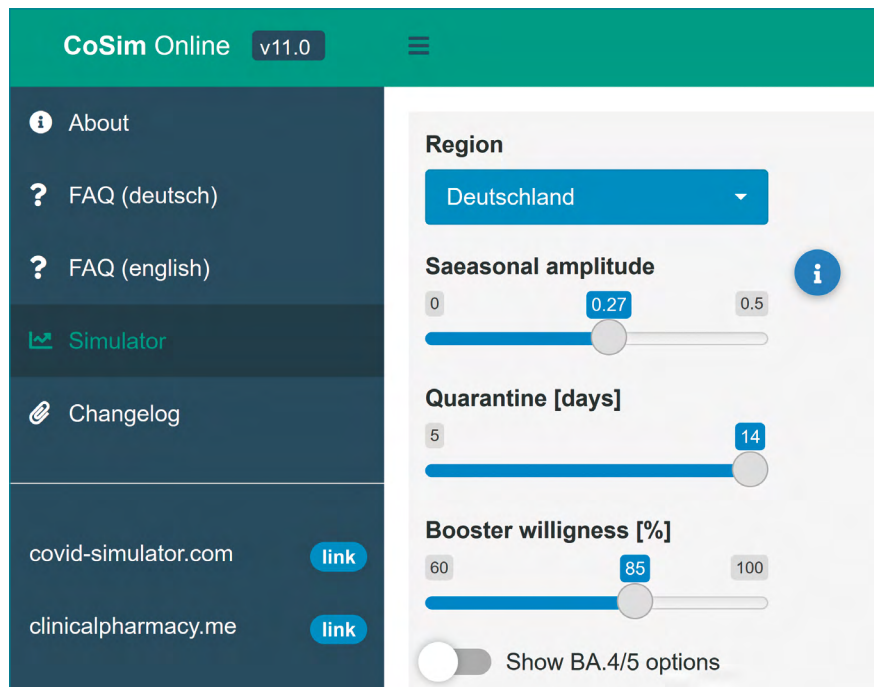 CoSim Online v11.0
About
FAQ (deutsch)
FAQ (english)
Simulator
Changelog
covid-simulator.com link
clinicalpharmacy.me link
Region
Deutschland
Saeasonal amplitude
0 0.27 0.5
Quarantine [days]
5 14
Booster willigness [%]
60 85 100
Show BA.4/5 options